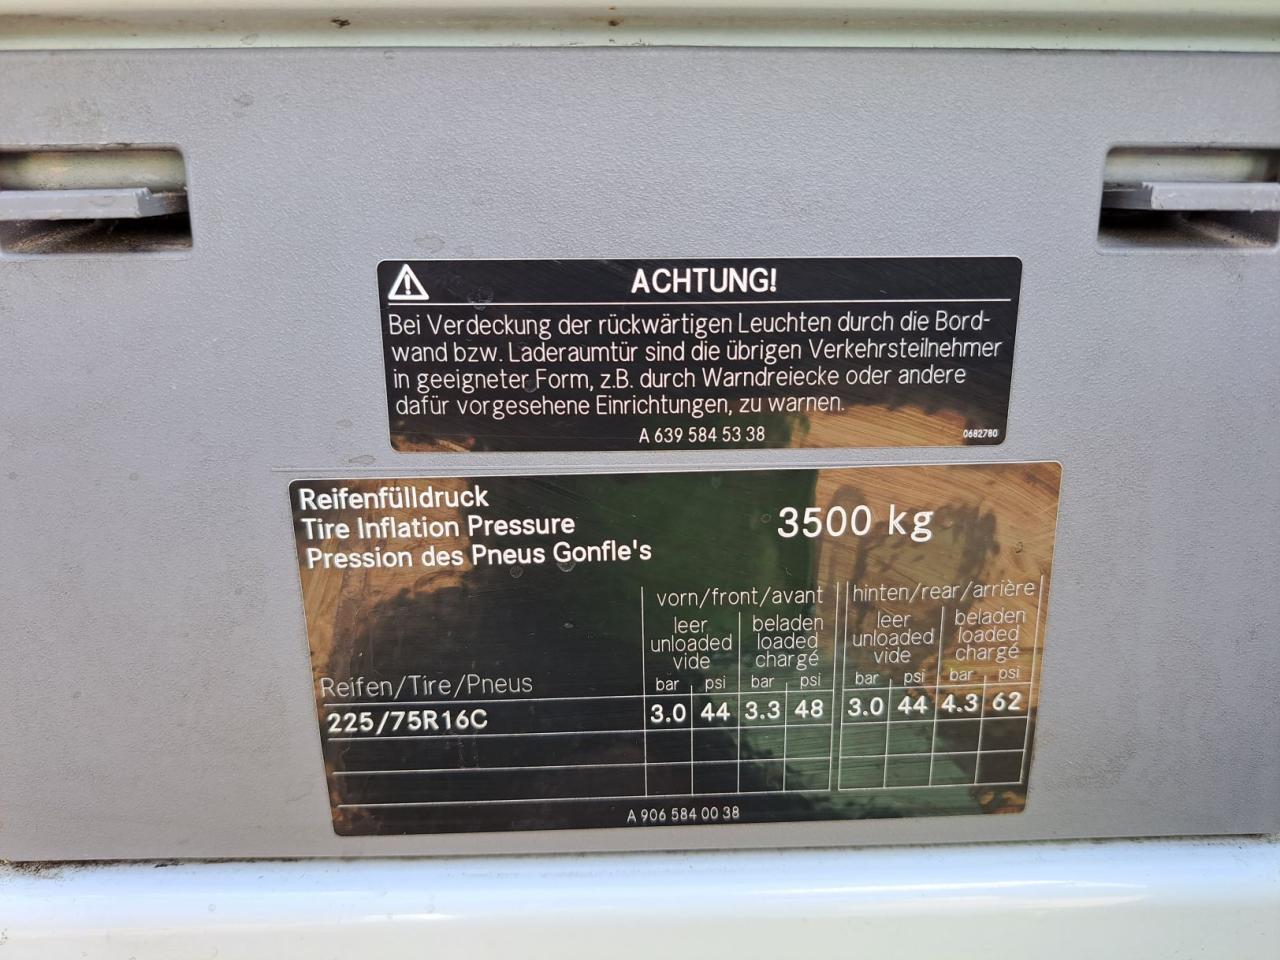 ACHTUNG!
Bei Verdeckung der rückwärtigen Leuchten durch die Bord-
wand bzw. Laderaumtür sind die übrigen Verkehrsteilnehmer
in geeigneter Form, z.B. durch Warndreiecke oder andere
dafür vorgesehene Einrichtungen, zu warnen.
A 639 584 53 38 0682780
Reifenfülldruck
Tire Inflation Pressure
Pression des Pneus Gonfle's
3500 kg
vorn/front/avant hinten/rear/arrière
leer beladen leer beladen
unloaded loaded unloaded loaded
vide chargé vide chargé
Reifen/Tire/Pneus bar psi bar psi bar psi bar psi
225/75R16C 3.0 44 3.3 48 3.0 44 4.3 62
A 906 584 00 38